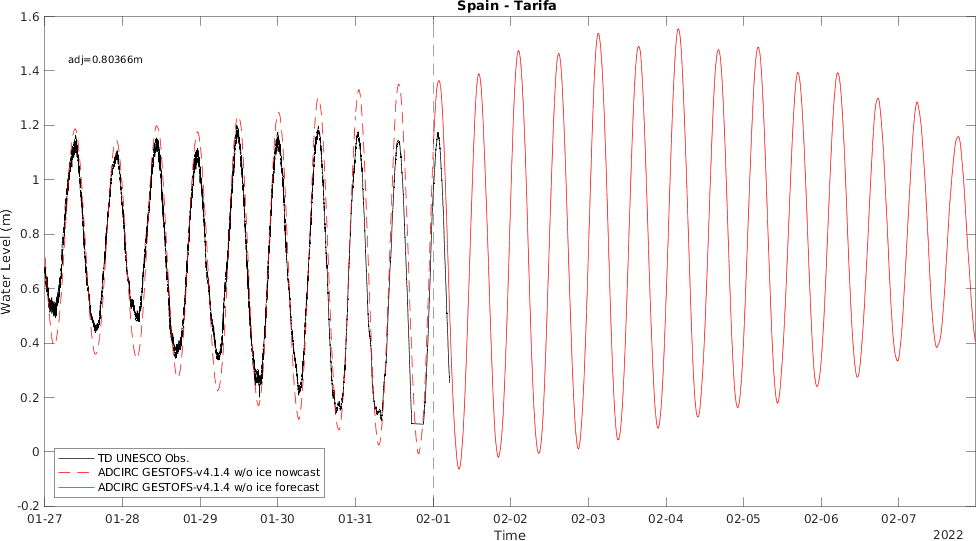 Spain - Tarifa
adj=0.80366m
1.6
1.4
1.2
1
0.8
0.6
0.4
0.2
0
-0.2
Water Level (m)
TD UNESCO Obs.
ADCIRC GESTOFS-v4.1.4 w/o ice nowcast
ADCIRC GESTOFS-v4.1.4 w/o ice forecast
01-27 01-28 01-29 01-30 01-31 02-01 02-02 02-03 02-04 02-05 02-06 02-07
Time
2022